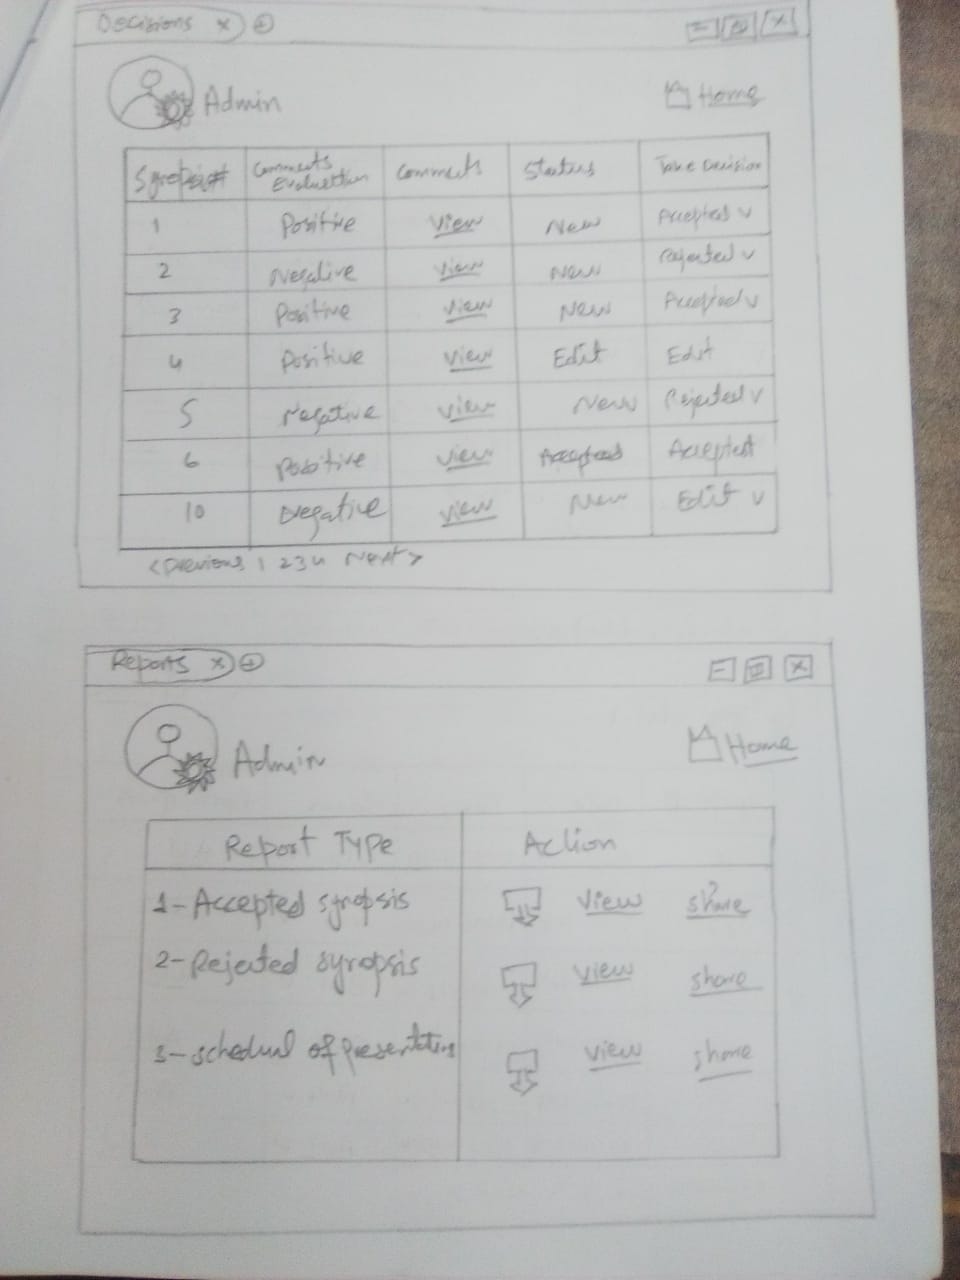 Decisions x +
- x
Admin Home
Synopsis# Comments Evaluation Comments Status Take Decision
1 Positive View New Accepted v
2 Negative View New Rejected v
3 Positive View New Accepted v
4 Positive View Edit Edit
5 Negative View New Rejected v
6 Positive View Accepted Accepted
10 Negative View New Edit v
<Previous 1 2 3 4 Next>
Reports x +
- x
Admin Home
Report Type Action
1- Accepted synopsis view share
2- Rejected synopsis view share
3- schedual of presentations view share